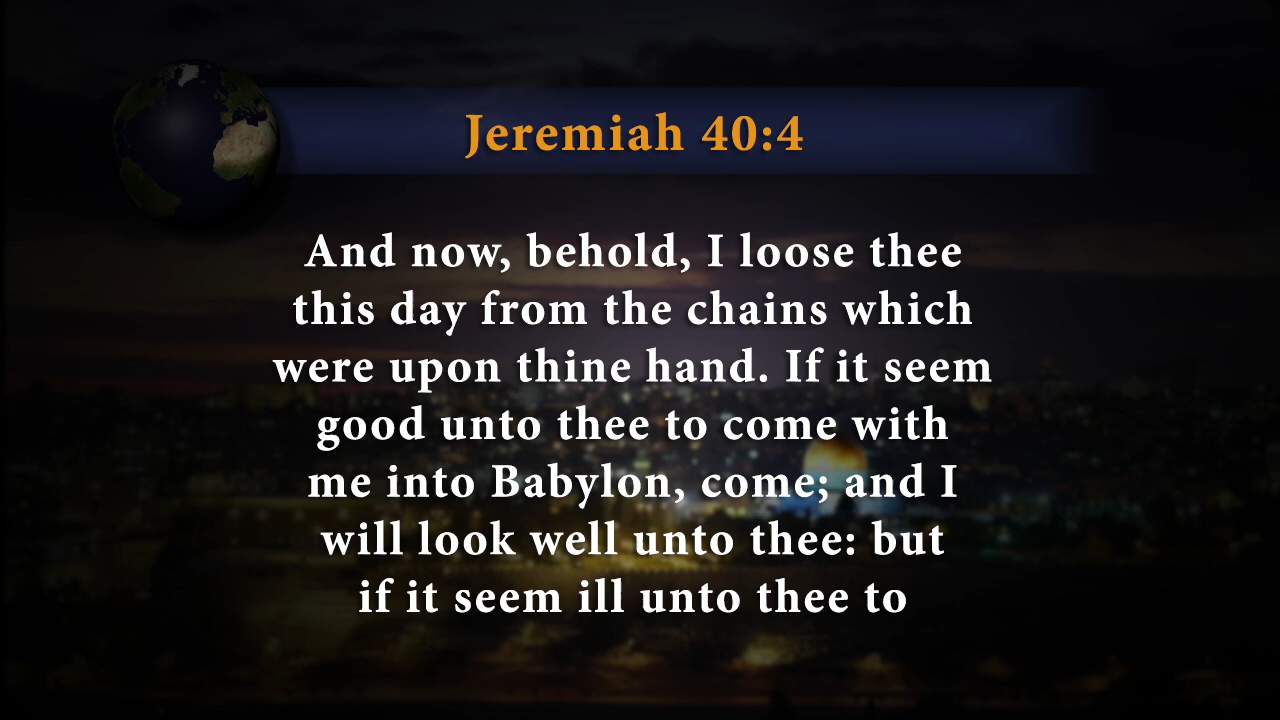 Jeremiah 40:4
And now, behold, I loose thee
this day from the chains which
were upon thine hand. If it seem
good unto thee to come with
me into Babylon, come; and I
will look well unto thee: but
if it seem ill unto thee to